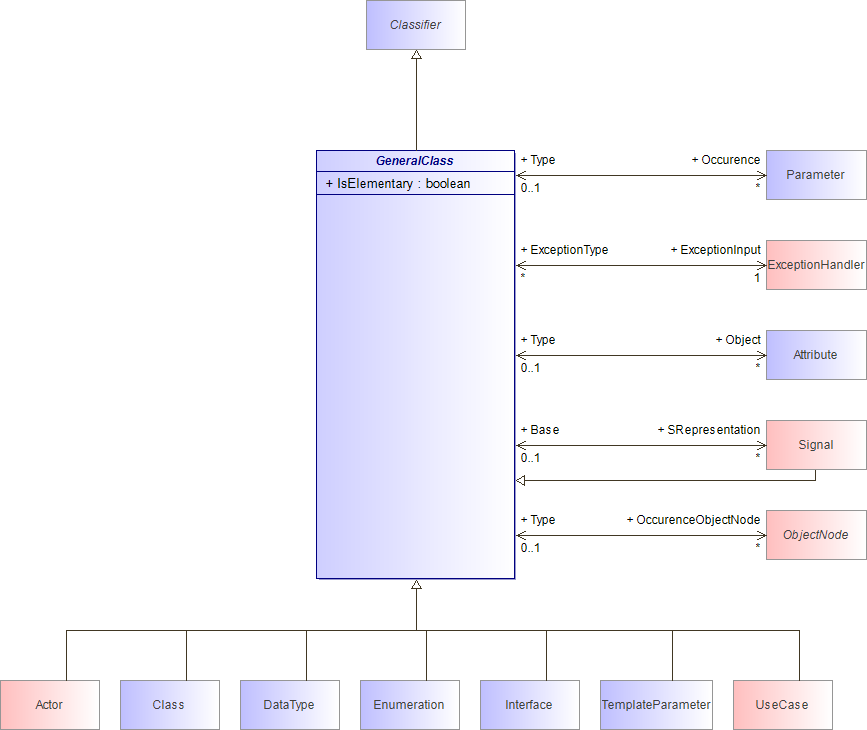 Classifier
GeneralClass
+ IsElementary : boolean
+ Type + Occurence
0..1 *
Parameter
+ ExceptionType + ExceptionInput
* 1
ExceptionHandler
+ Type + Object
0..1 *
Attribute
+ Base + SRepresentation
0..1 *
Signal
+ Type + OccurenceObjectNode
0..1 *
ObjectNode
Actor
Class
DataType
Enumeration
Interface
TemplateParameter
UseCase